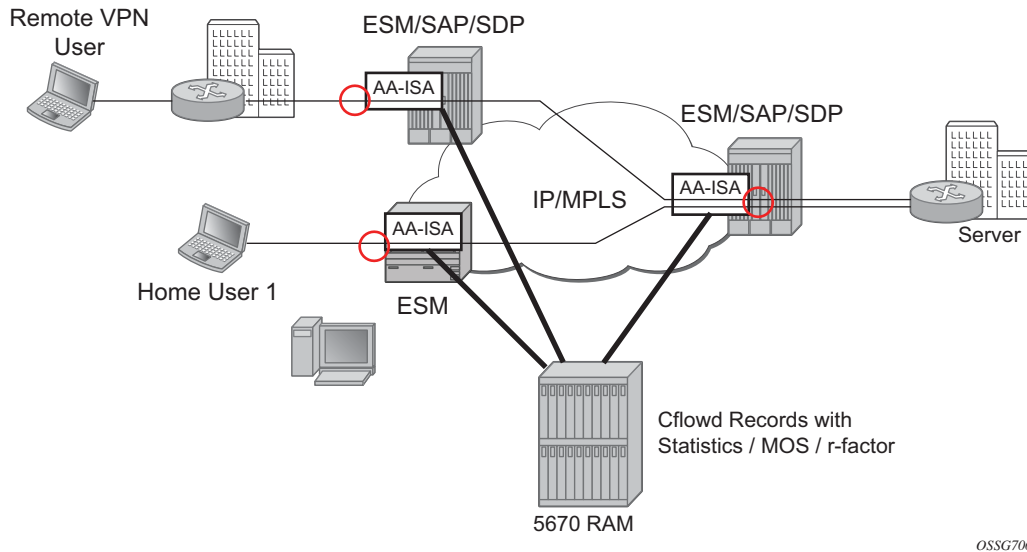 Remote VPN
User
ESM/SAP/SDP
AA-ISA
ESM/SAP/SDP
AA-ISA
IP/MPLS
AA-ISA
Server
Home User 1
ESM
Cflowd Records with
Statistics / MOS / r-factor
5670 RAM